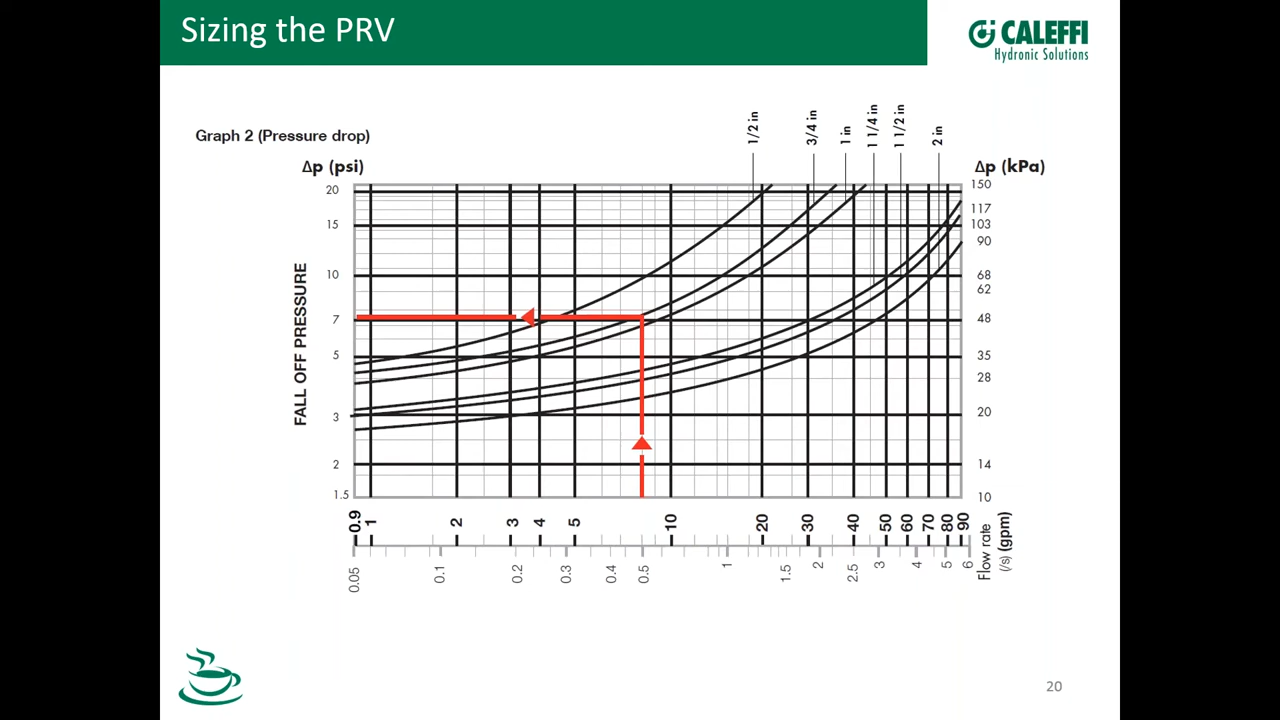 Sizing the PRV
CALEFFI
Hydronic Solutions
Graph 2 (Pressure drop)
1/2 in
3/4 in
1 in
1 1/4 in
1 1/2 in
2 in
Δp (psi)
Δp (kPa)
20
15
10
7
5
3
2
1.5
FALL OFF PRESSURE
150
117
103
90
68
62
48
35
28
20
14
10
0.9 1 2 3 4 5 10 20 30 40 50 60 70 80 90
0.05 0.1 0.2 0.3 0.4 0.5 1 1.5 2 2.5 3 4 5 6
Flow rate
(/s) (gpm)
20